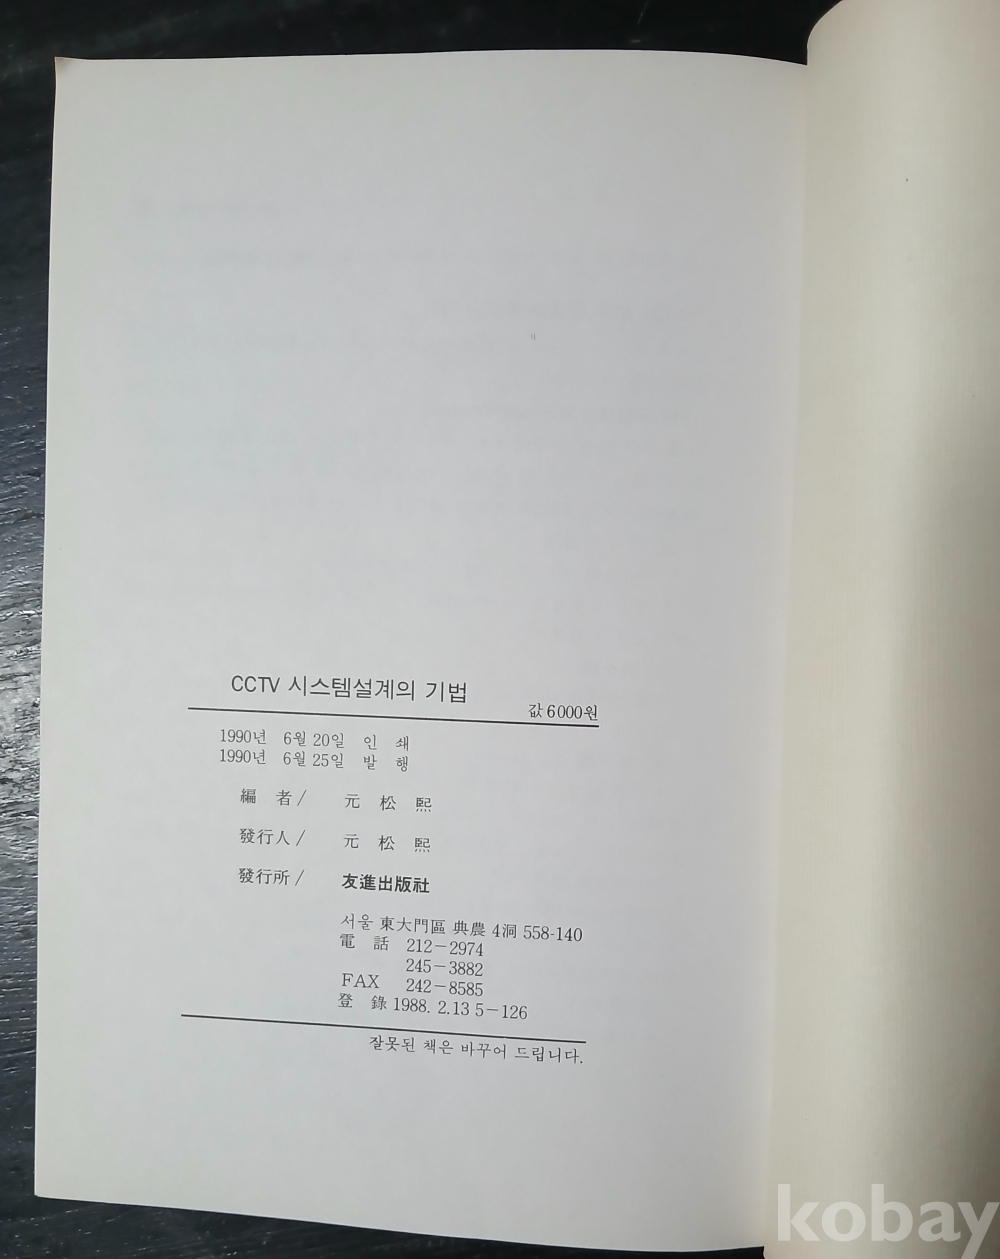 CCTV 시스템설계의 기법
값 6000원
1990년 6월 20일 인 쇄
1990년 6월 25일 발 행
編 者 / 元 松 熙
發行人 / 元 松 熙
發行所 / 友進出版社
서울 東大門區 典農 4洞 558-140
電 話 212－2974
245－3882
FAX 242－8585
登 錄 1988. 2.13 5－126
잘못된 책은 바꾸어 드립니다.
kobay